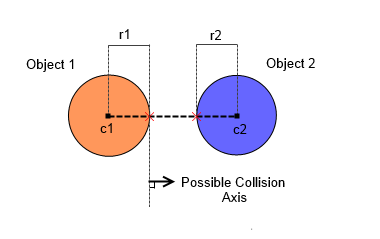 r1
r2
Object 1
Object 2
c1
c2
Possible Collision
Axis